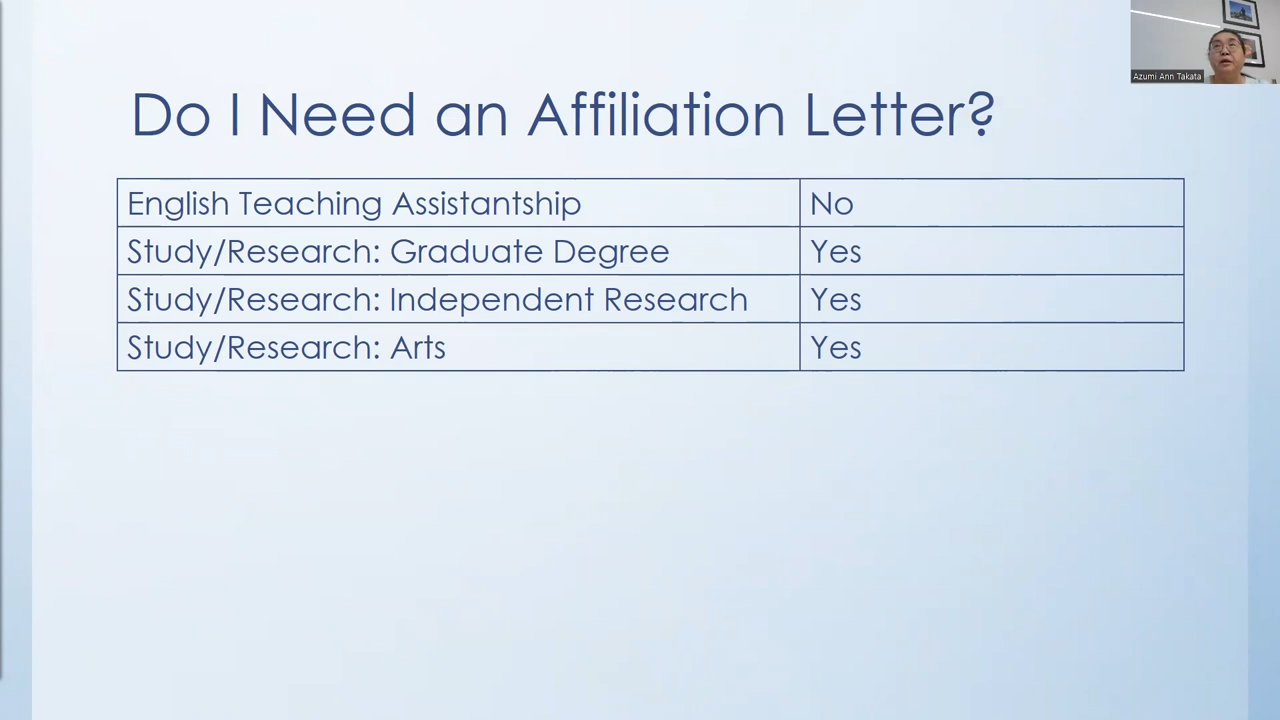 Do I Need an Affiliation Letter?
English Teaching Assistantship No
Study/Research: Graduate Degree Yes
Study/Research: Independent Research Yes
Study/Research: Arts Yes
Azumi Ann Takata